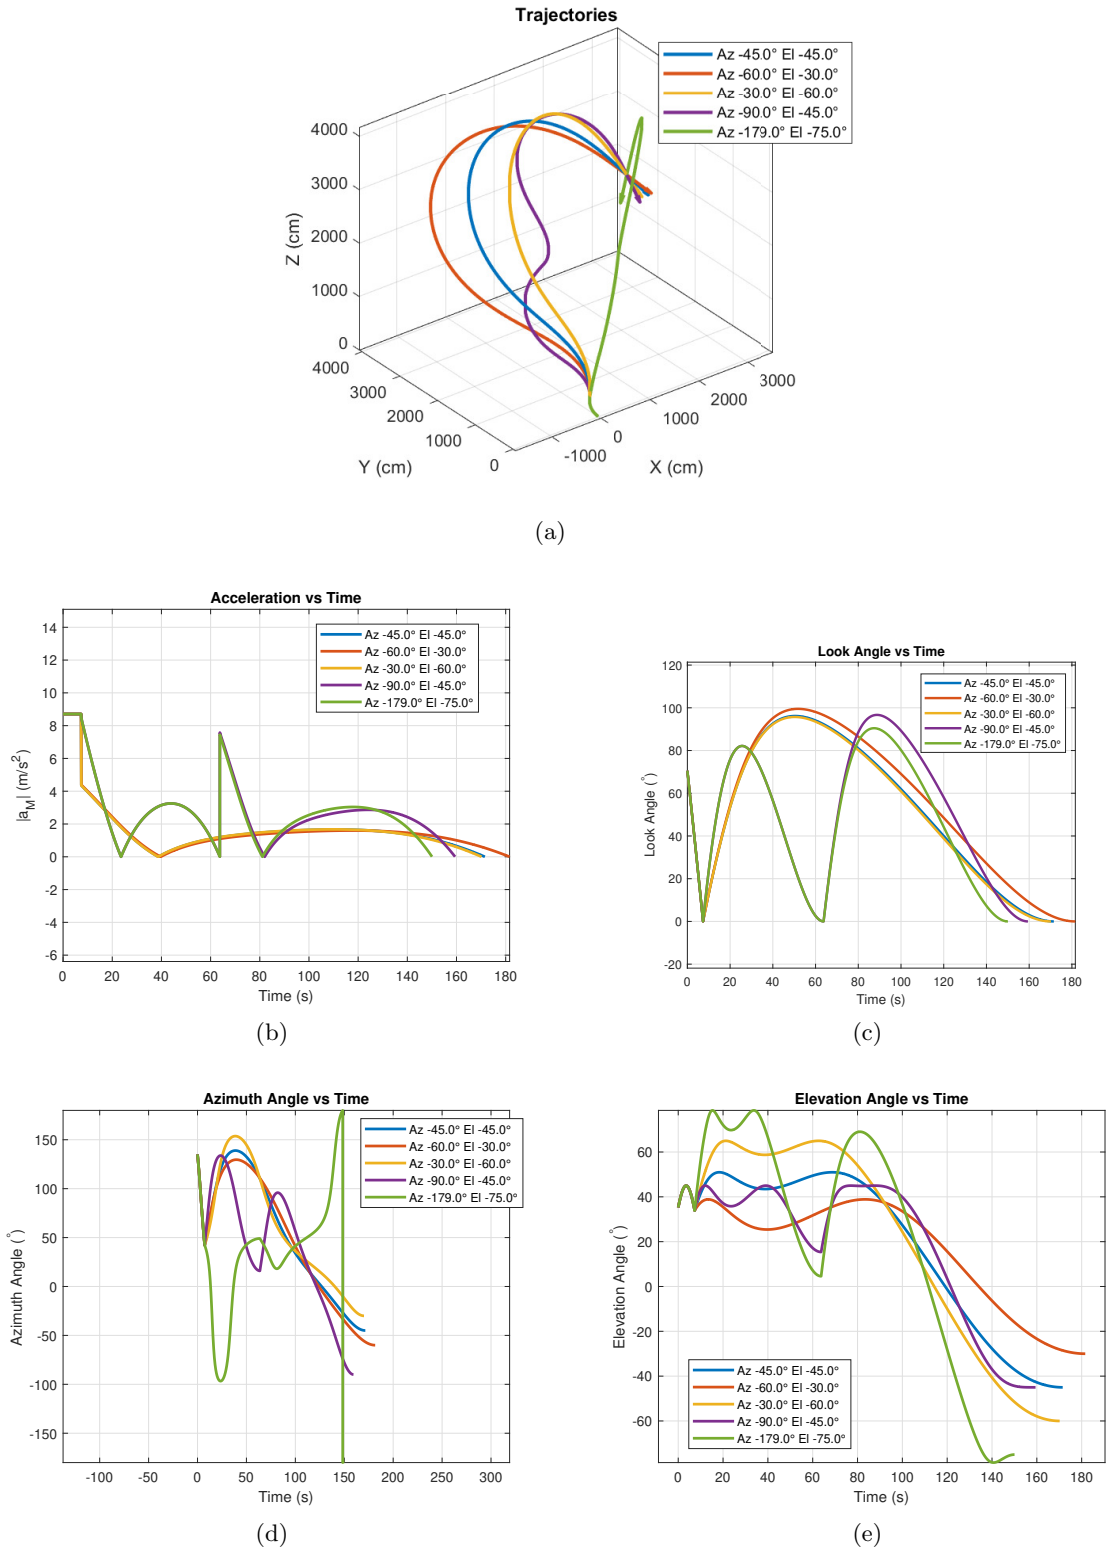 Trajectories
Az -45.0° El -45.0°
Az -60.0° El -30.0°
Az -30.0° El -60.0°
Az -90.0° El -45.0°
Az -179.0° El -75.0°
4000
3000
2000
1000
0
Z (cm)
4000
3000
2000
1000
0
Y (cm)
-1000
0
1000
2000
3000
X (cm)
(a)
Acceleration vs Time
Az -45.0° El -45.0°
Az -60.0° El -30.0°
Az -30.0° El -60.0°
Az -90.0° El -45.0°
Az -179.0° El -75.0°
14
12
10
8
6
4
2
0
-2
-4
-6
|a_M| (m/s²)
0 20 40 60 80 100 120 140 160 180
Time (s)
(b)
Look Angle vs Time
Az -45.0° El -45.0°
Az -60.0° El -30.0°
Az -30.0° El -60.0°
Az -90.0° El -45.0°
Az -179.0° El -75.0°
120
100
80
60
40
20
0
-20
Look Angle (°)
0 20 40 60 80 100 120 140 160 180
Time (s)
(c)
Azimuth Angle vs Time
Az -45.0° El -45.0°
Az -60.0° El -30.0°
Az -30.0° El -60.0°
Az -90.0° El -45.0°
Az -179.0° El -75.0°
150
100
50
0
-50
-100
-150
Azimuth Angle (°)
-100 -50 0 50 100 150 200 250 300
Time (s)
(d)
Elevation Angle vs Time
60
40
20
0
-20
-40
-60
Elevation Angle (°)
Az -45.0° El -45.0°
Az -60.0° El -30.0°
Az -30.0° El -60.0°
Az -90.0° El -45.0°
Az -179.0° El -75.0°
0 20 40 60 80 100 120 140 160 180
Time (s)
(e)